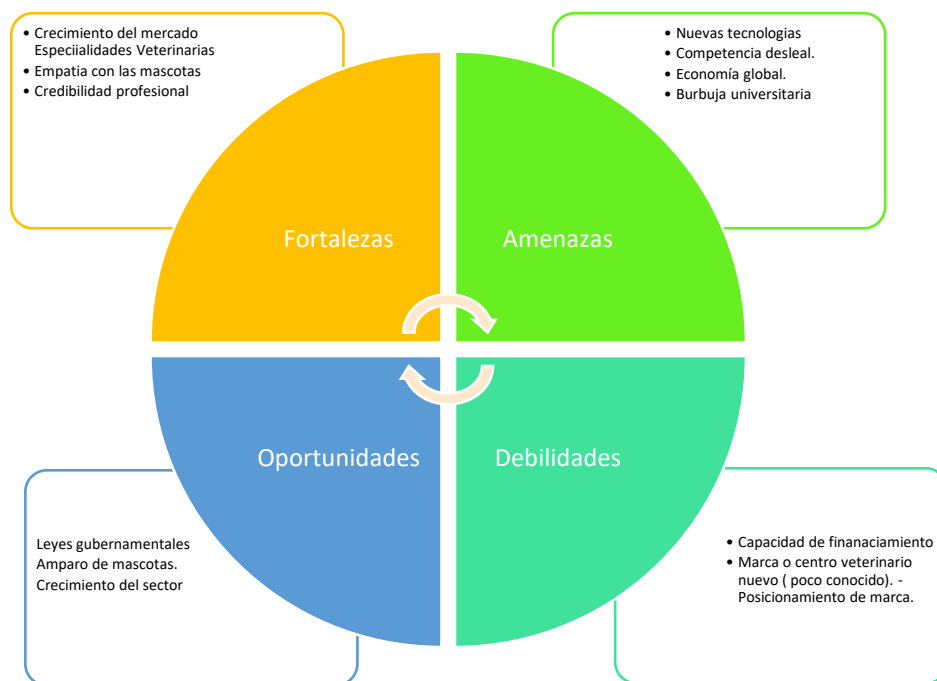 • Crecimiento del mercado
Especiialidades Veterinarias
• Empatia con las mascotas
• Credibilidad profesional
• Nuevas tecnologias
• Competencia desleal.
• Economía global.
• Burbuja universitaria
Fortalezas
Amenazas
Oportunidades
Debilidades
Leyes gubernamentales
Amparo de mascotas.
Crecimiento del sector
• Capacidad de finanaciamiento
• Marca o centro veterinario
nuevo ( poco conocido). -
Posicionamiento de marca.